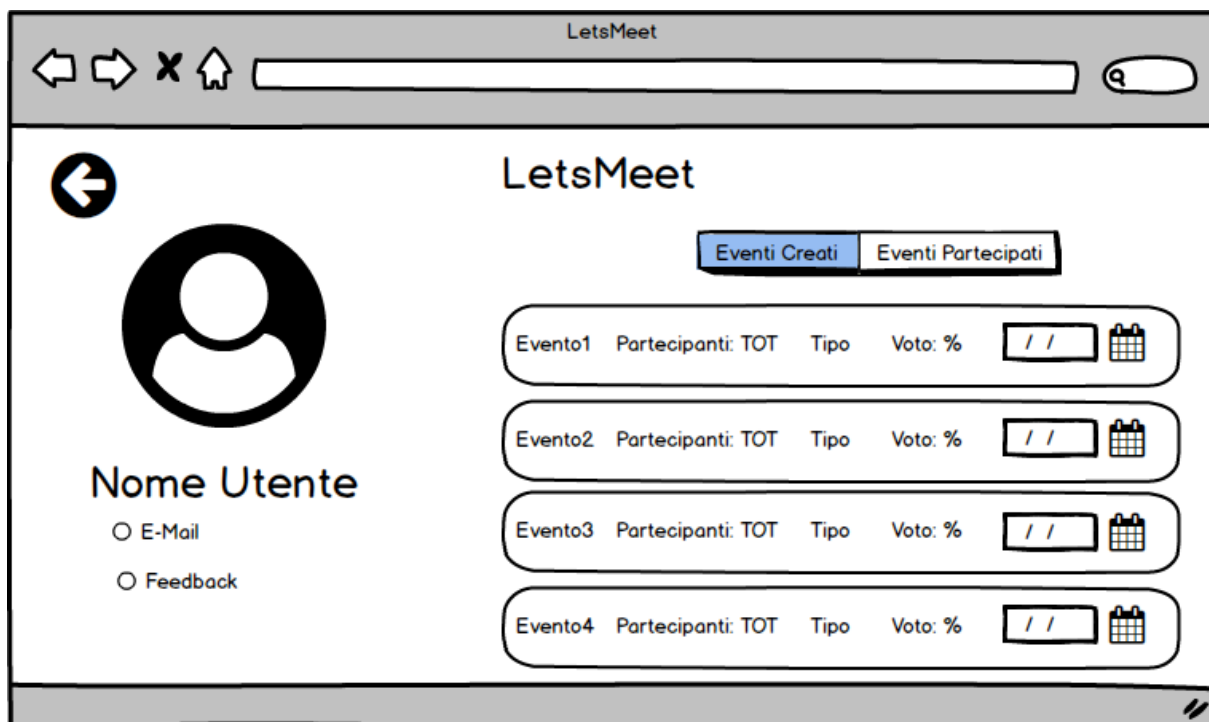 LetsMeet
LetsMeet
Eventi Creati Eventi Partecipati
Evento1 Partecipanti: TOT Tipo Voto: % / /
Evento2 Partecipanti: TOT Tipo Voto: % / /
Nome Utente
E-Mail
Feedback
Evento3 Partecipanti: TOT Tipo Voto: % / /
Evento4 Partecipanti: TOT Tipo Voto: % / /